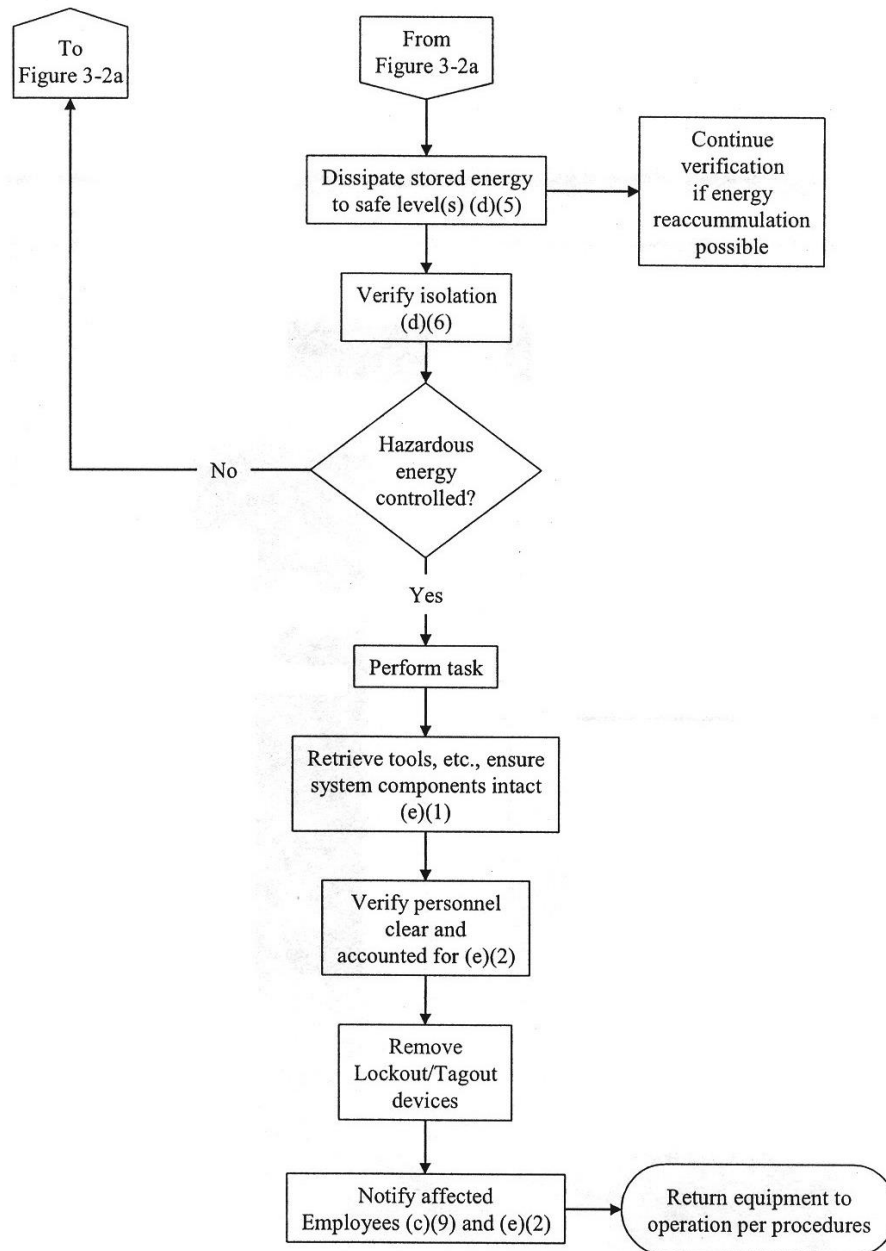 To
Figure 3-2a
From
Figure 3-2a
Dissipate stored energy
to safe level(s) (d)(5)
Continue
verification
if energy
reaccummulation
possible
Verify isolation
(d)(6)
Hazardous
energy
controlled?
No
Yes
Perform task
Retrieve tools, etc., ensure
system components intact
(e)(1)
Verify personnel
clear and
accounted for (e)(2)
Remove
Lockout/Tagout
devices
Notify affected
Employees (c)(9) and (e)(2)
Return equipment to
operation per procedures